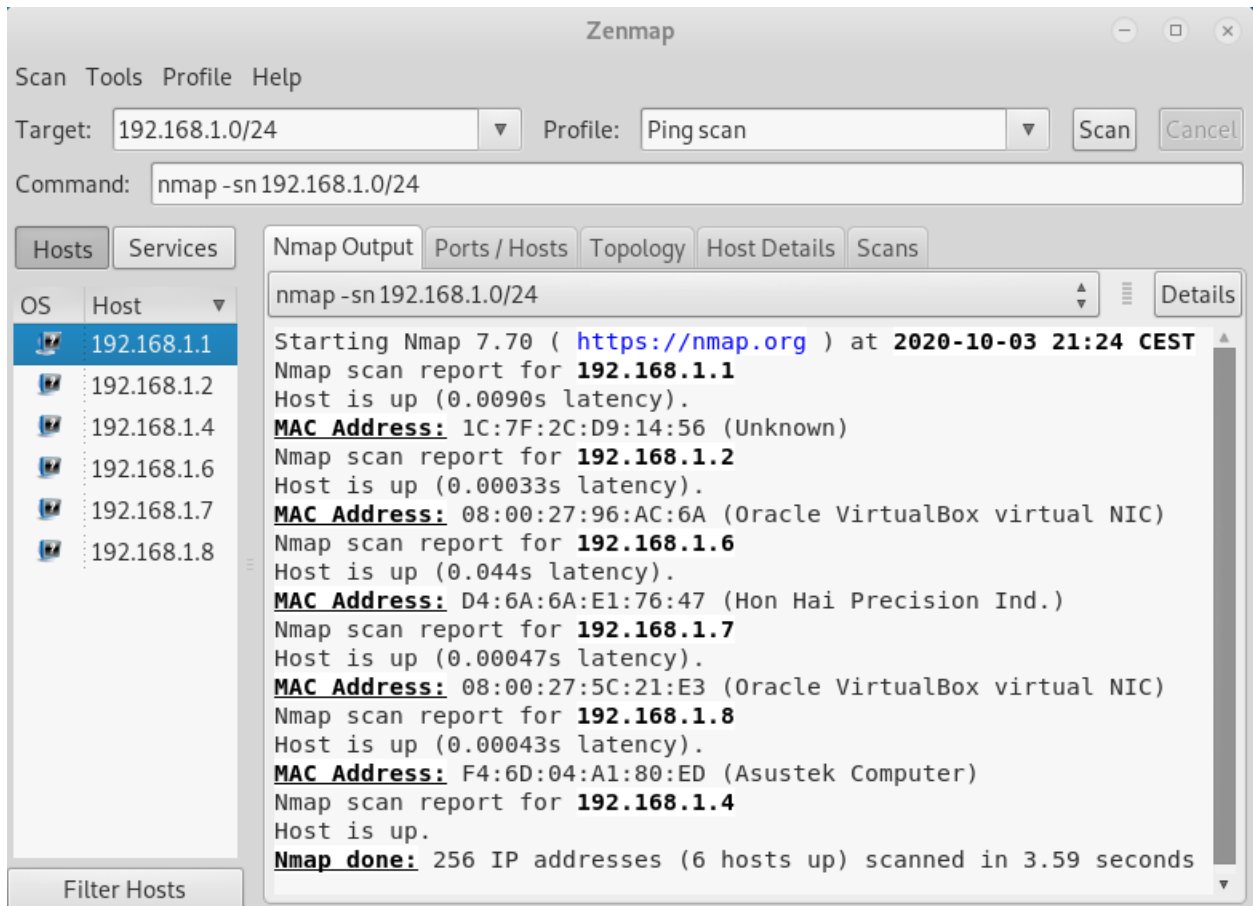 Zenmap
Scan Tools Profile Help
Target: 192.168.1.0/24 Profile: Ping scan Scan Cancel
Command: nmap -sn 192.168.1.0/24
Hosts Services
OS Host
192.168.1.1
192.168.1.2
192.168.1.4
192.168.1.6
192.168.1.7
192.168.1.8
Filter Hosts
Nmap Output Ports / Hosts Topology Host Details Scans
nmap -sn 192.168.1.0/24 Details
Starting Nmap 7.70 ( https://nmap.org ) at 2020-10-03 21:24 CEST
Nmap scan report for 192.168.1.1
Host is up (0.0090s latency).
MAC Address: 1C:7F:2C:D9:14:56 (Unknown)
Nmap scan report for 192.168.1.2
Host is up (0.00033s latency).
MAC Address: 08:00:27:96:AC:6A (Oracle VirtualBox virtual NIC)
Nmap scan report for 192.168.1.6
Host is up (0.044s latency).
MAC Address: D4:6A:6A:E1:76:47 (Hon Hai Precision Ind.)
Nmap scan report for 192.168.1.7
Host is up (0.00047s latency).
MAC Address: 08:00:27:5C:21:E3 (Oracle VirtualBox virtual NIC)
Nmap scan report for 192.168.1.8
Host is up (0.00043s latency).
MAC Address: F4:6D:04:A1:80:ED (Asustek Computer)
Nmap scan report for 192.168.1.4
Host is up.
Nmap done: 256 IP addresses (6 hosts up) scanned in 3.59 seconds